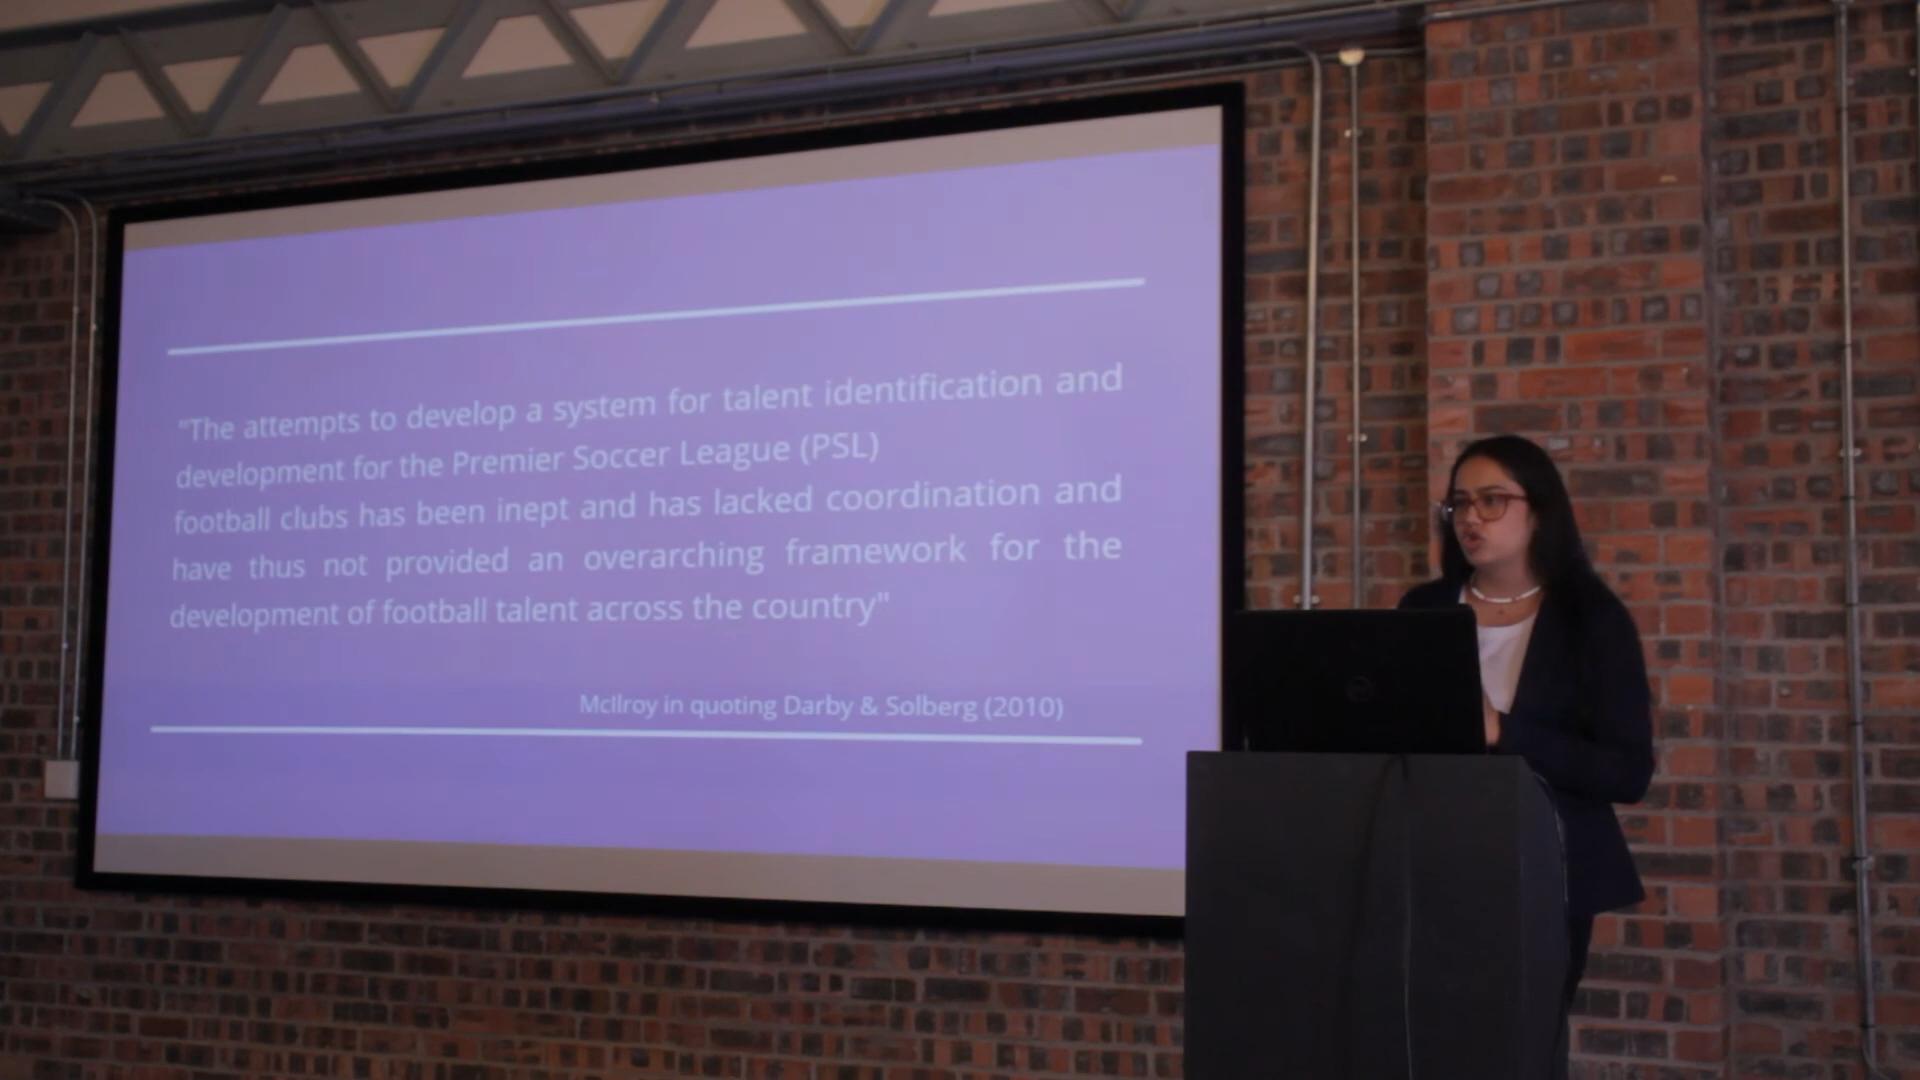 "The attempts to develop a system for talent identification and
development for the Premier Soccer League (PSL)
football clubs has been inept and has lacked coordination and
have thus not provided an overarching framework for the
development of football talent across the country"
McIlroy in quoting Darby & Solberg (2010)